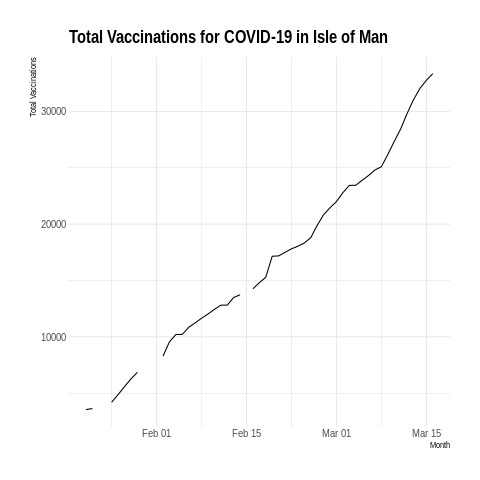 Total Vaccinations for COVID-19 in Isle of Man
Total Vaccinations
30000
20000
10000
Feb 01
Feb 15
Mar 01
Mar 15
Month